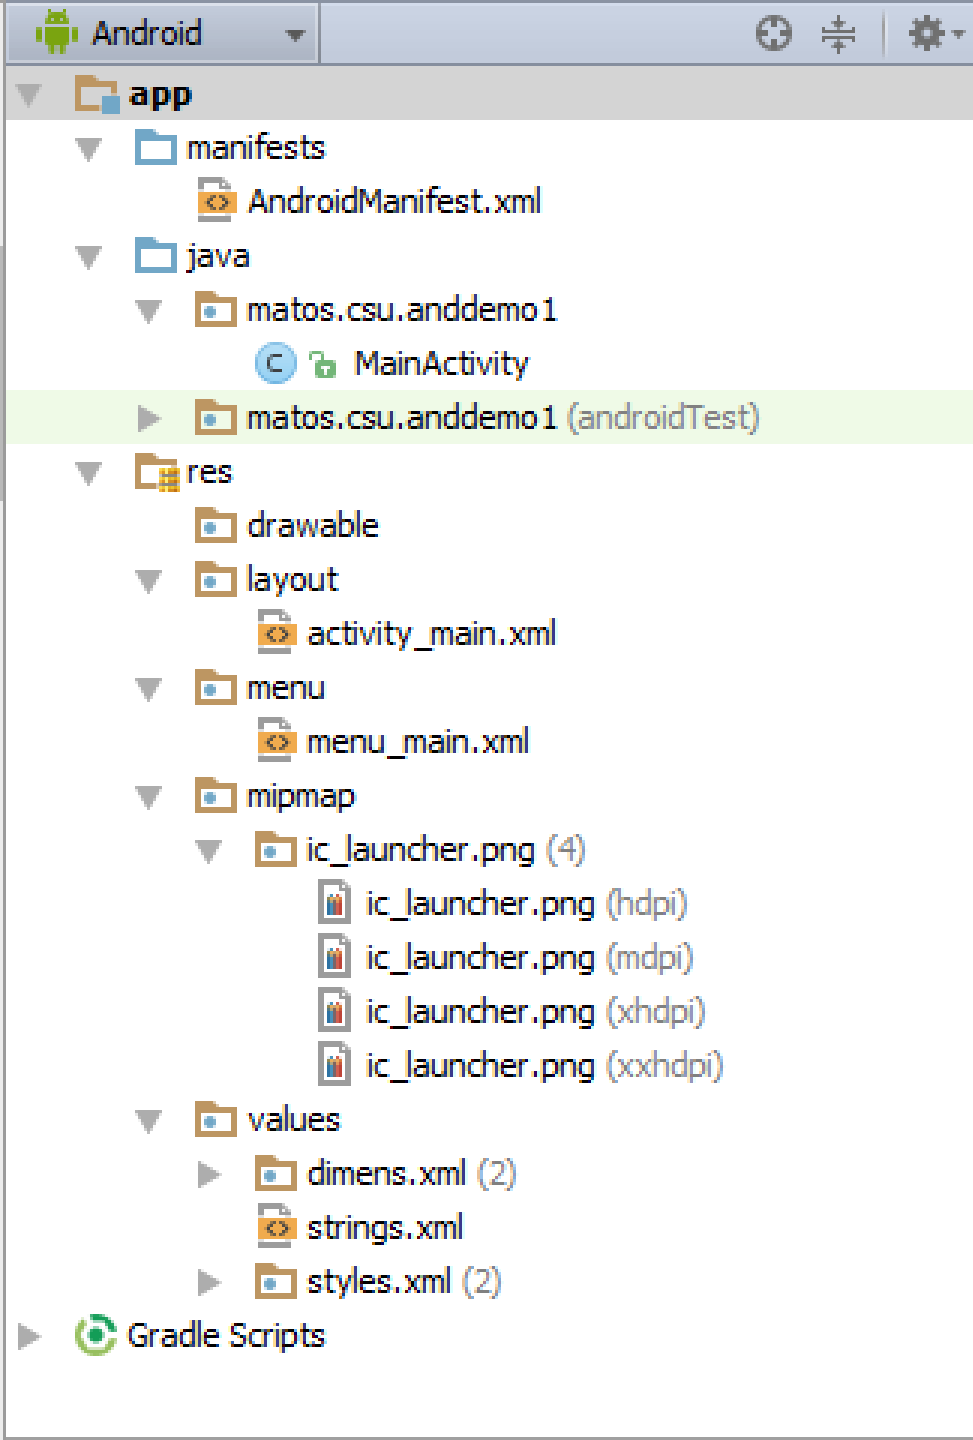 Android
app
manifests
AndroidManifest.xml
java
matos.csu.anddemo1
C MainActivity
matos.csu.anddemo1 (androidTest)
res
drawable
layout
activity_main.xml
menu
menu_main.xml
mipmap
ic_launcher.png (4)
ic_launcher.png (hdpi)
ic_launcher.png (mdpi)
ic_launcher.png (xhdpi)
ic_launcher.png (xxhdpi)
values
dimens.xml (2)
strings.xml
styles.xml (2)
Gradle Scripts